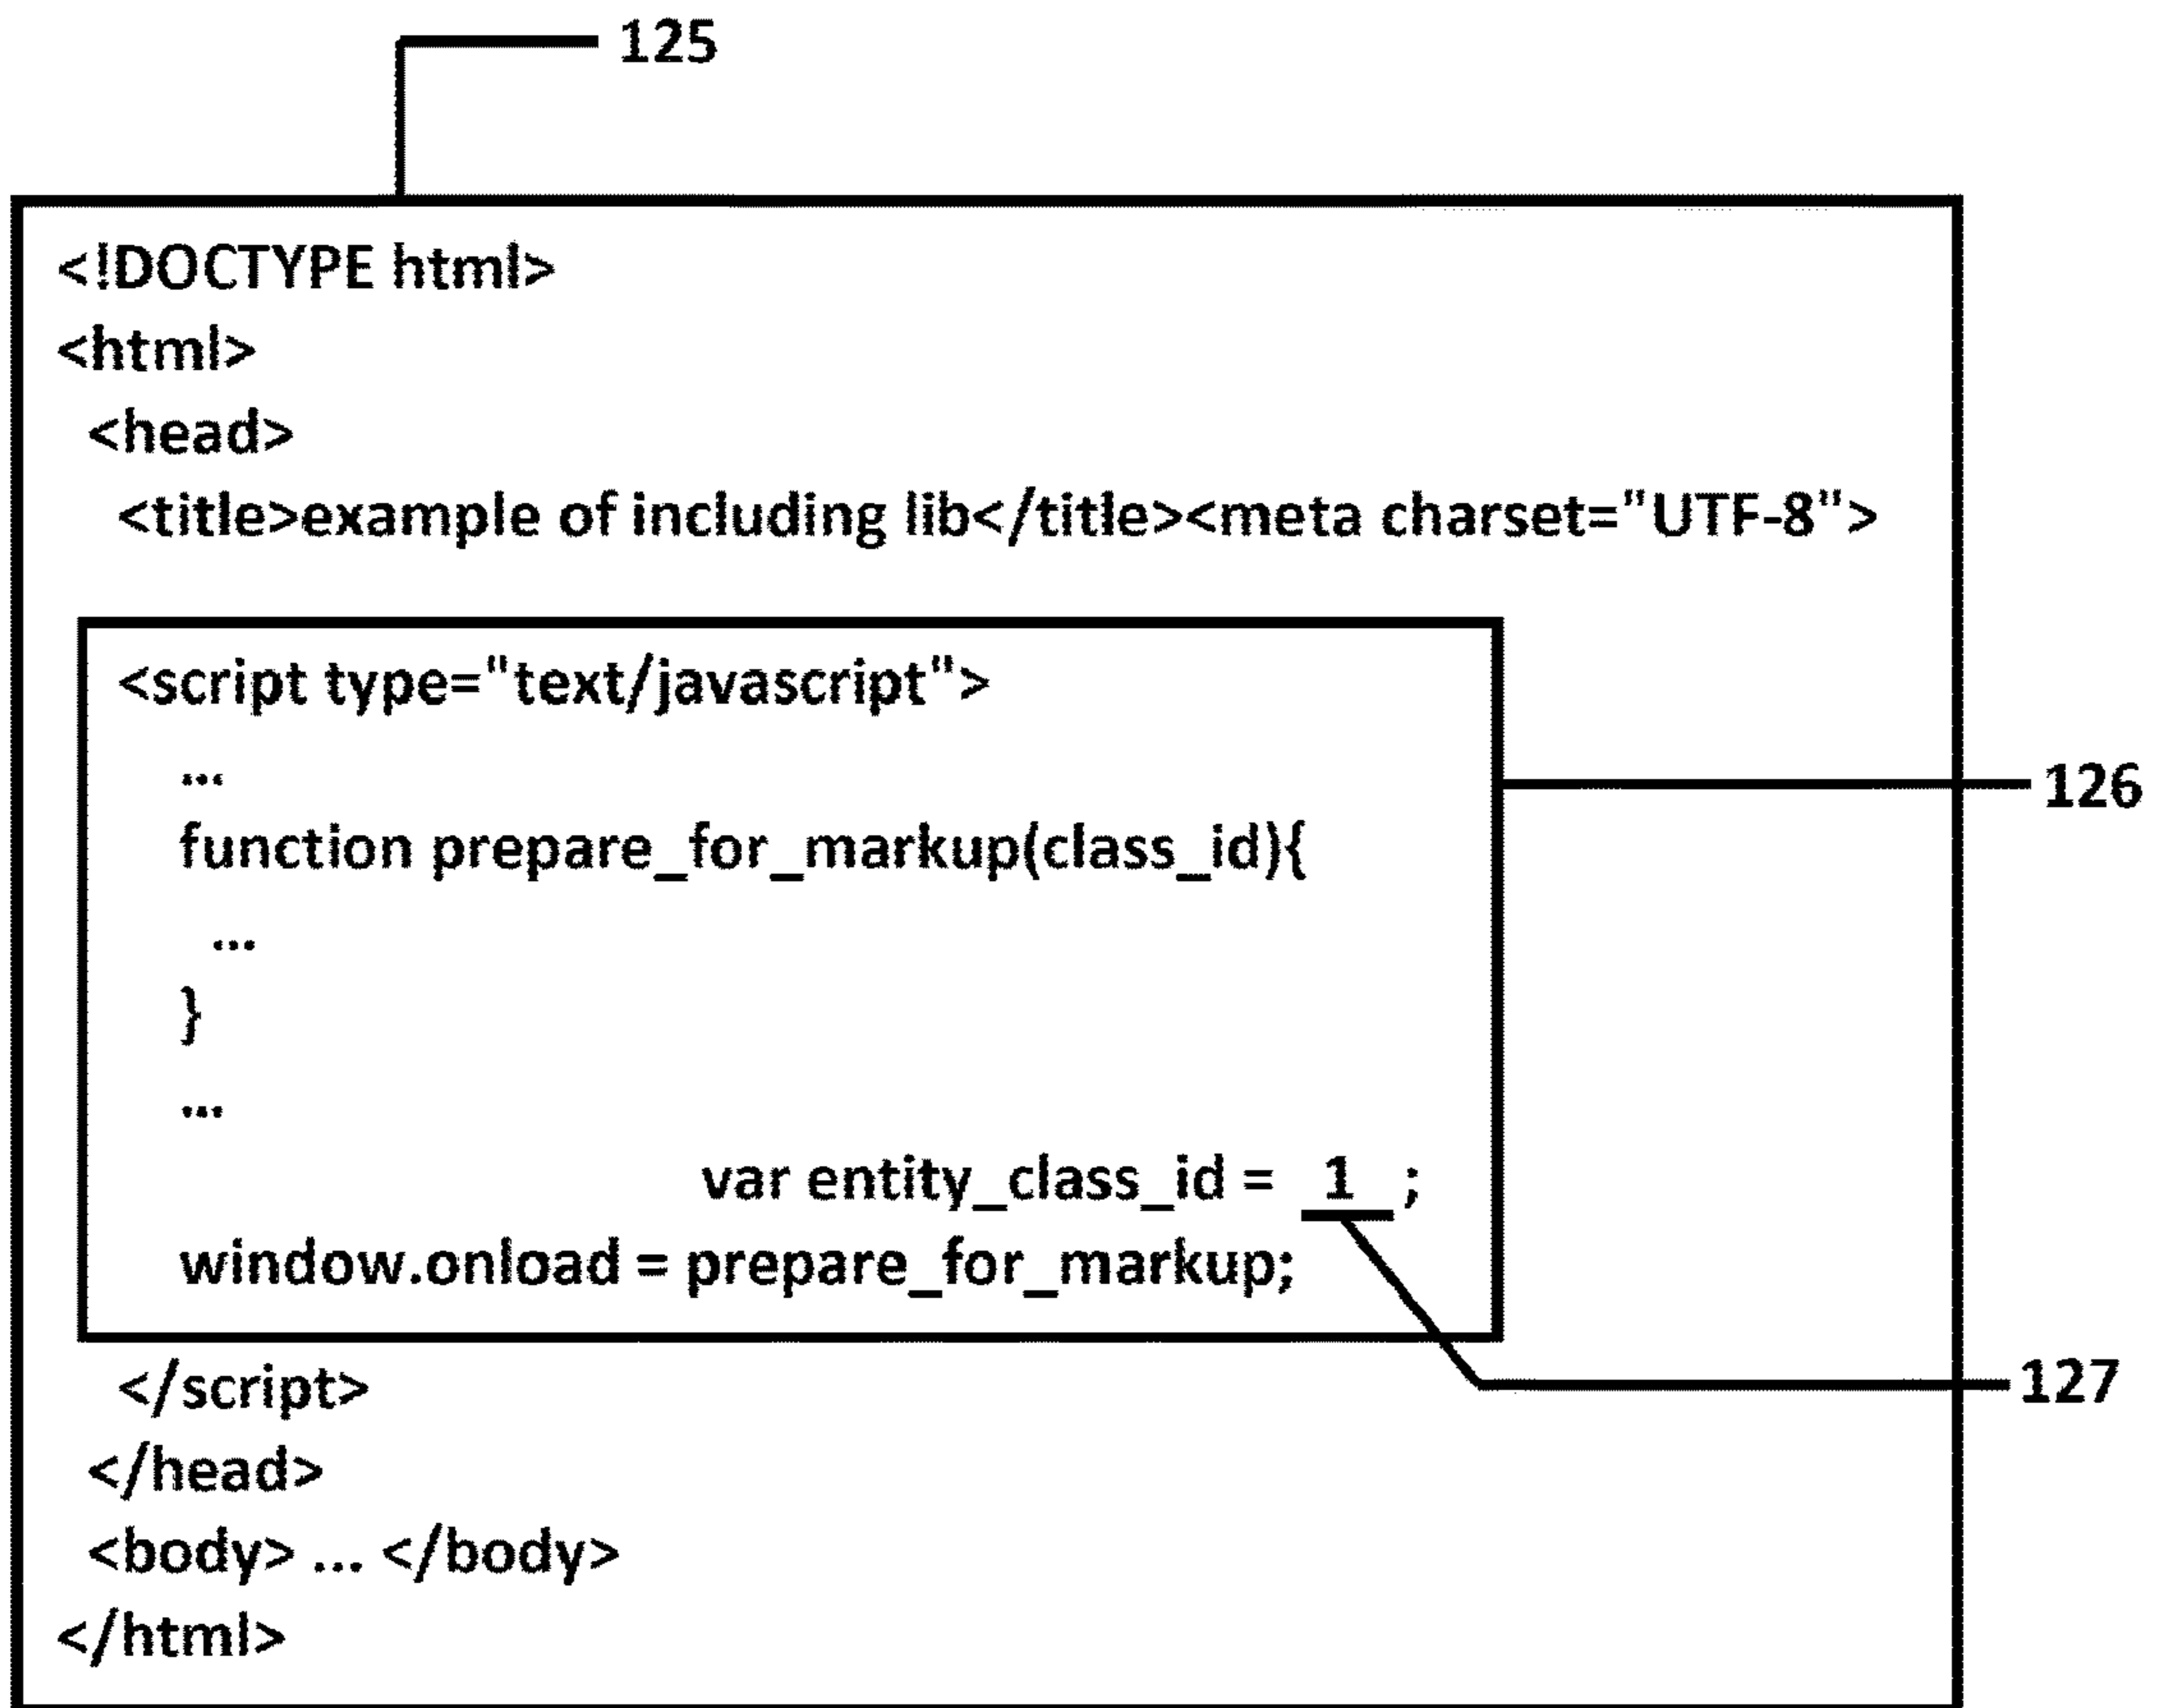 125
<!DOCTYPE html>
<html>
<head>
<title>example of including lib</title><meta charset="UTF-8">
<script type="text/javascript">
...
126
function prepare_for_markup(class_id){
...
}
...
var entity_class_id = 1 ;
window.onload = prepare_for_markup;
</script>
127
</head>
<body> ... </body>
</html>